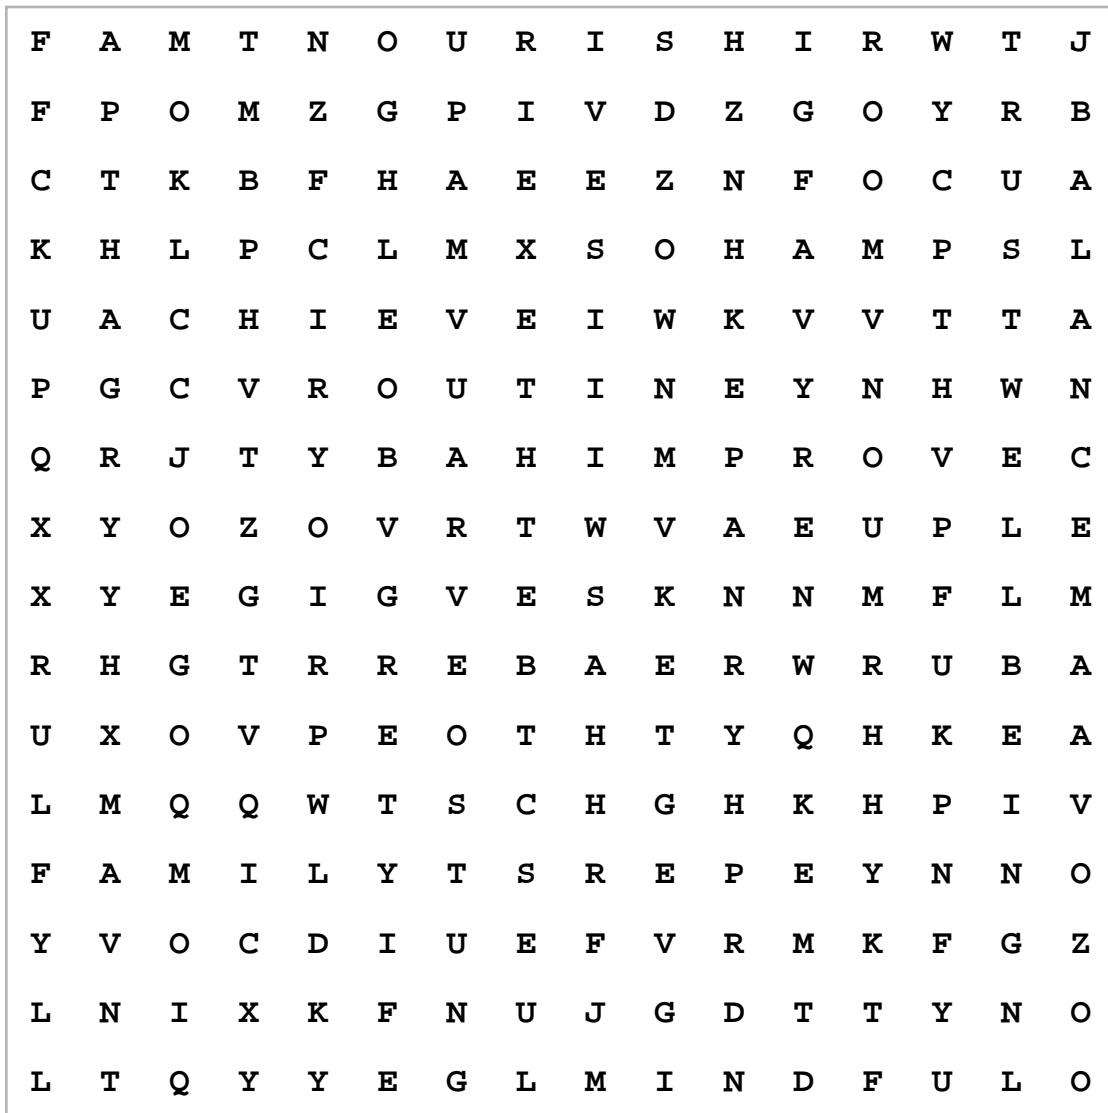 F A M T N O U R I S H I R W T J
F P O M Z G P I V D Z G O Y R B
C T K B F H A E E Z N F O C U A
K H L P C L M X S O H A M P S L
U A C H I E V E I W K V V T T A
P G C V R O U T I N E Y N H W N
Q R J T Y B A H I M P R O V E C
X Y O Z O V R T W V A E U P L E
X Y E G I G V E S K N N M F L M
R H G T R R E B A E R W R U B A
U X O V P E O T H T Y Q H K E A
L M Q Q W T S C H G H K H P I V
F A M I L Y T S R E P E Y N N O
Y V O C D I U E F V R M K F G Z
L N I X K F N U J G D T T Y N O
L T Q Y Y E G L M I N D F U L O